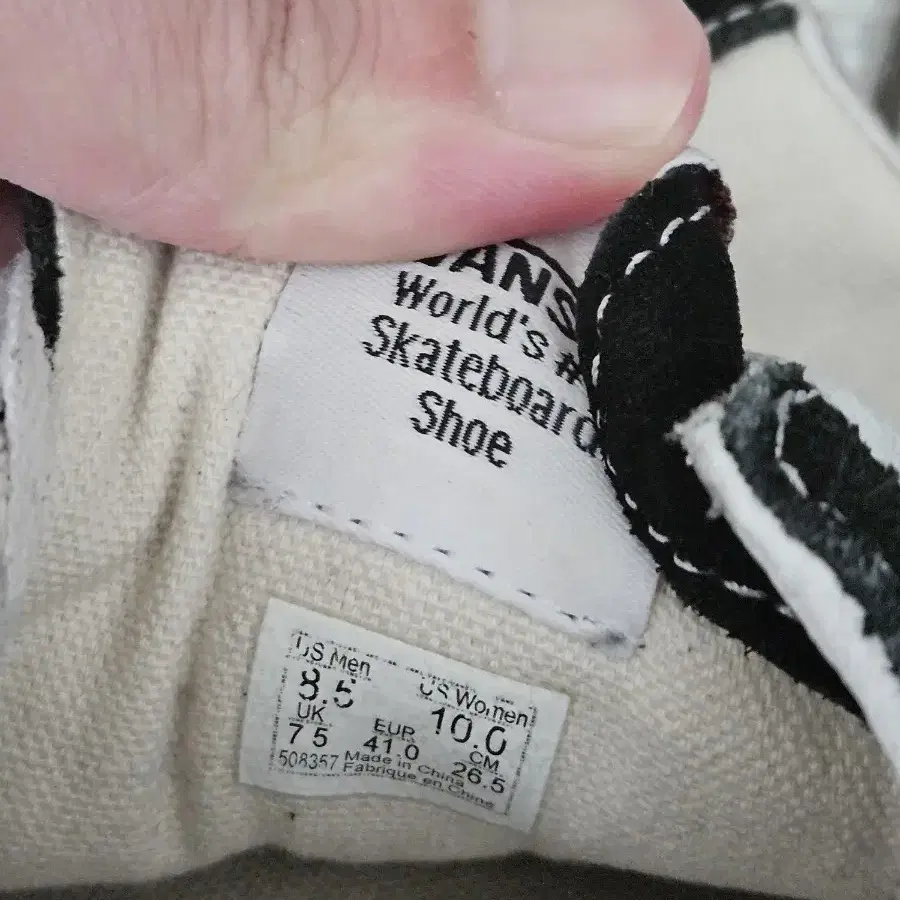 VANS
World's #
Skateboard
Shoe
US Men
8.5
US Women
10.0
UK
7.5
EUR
41.0
CM
26.5
508357
Made in China
Fabrique en Chine